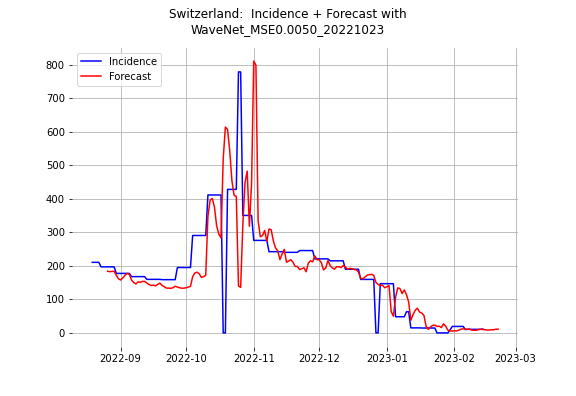 Switzerland:  Incidence + Forecast with
WaveNet_MSE0.0050_20221023
Incidence
Forecast
800
700
600
500
400
300
200
100
0
2022-09 2022-10 2022-11 2022-12 2023-01 2023-02 2023-03